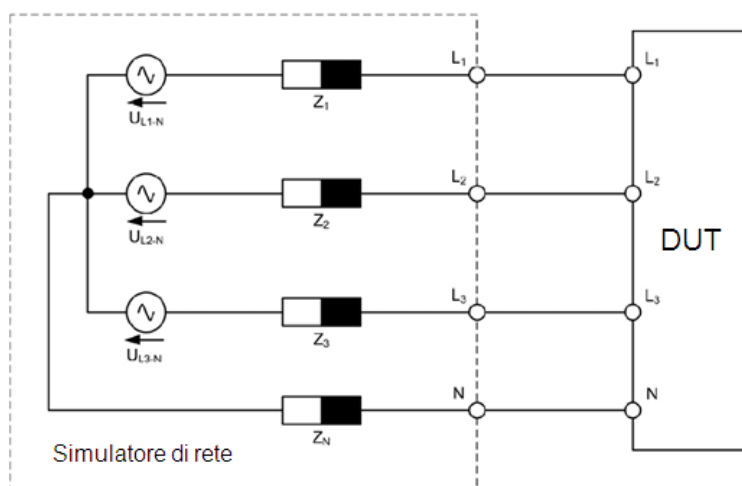 L1
L1
Z1
UL1-N
L2
L2
Z2
UL2-N
DUT
L3
L3
Z3
UL3-N
N
N
ZN
Simulatore di rete